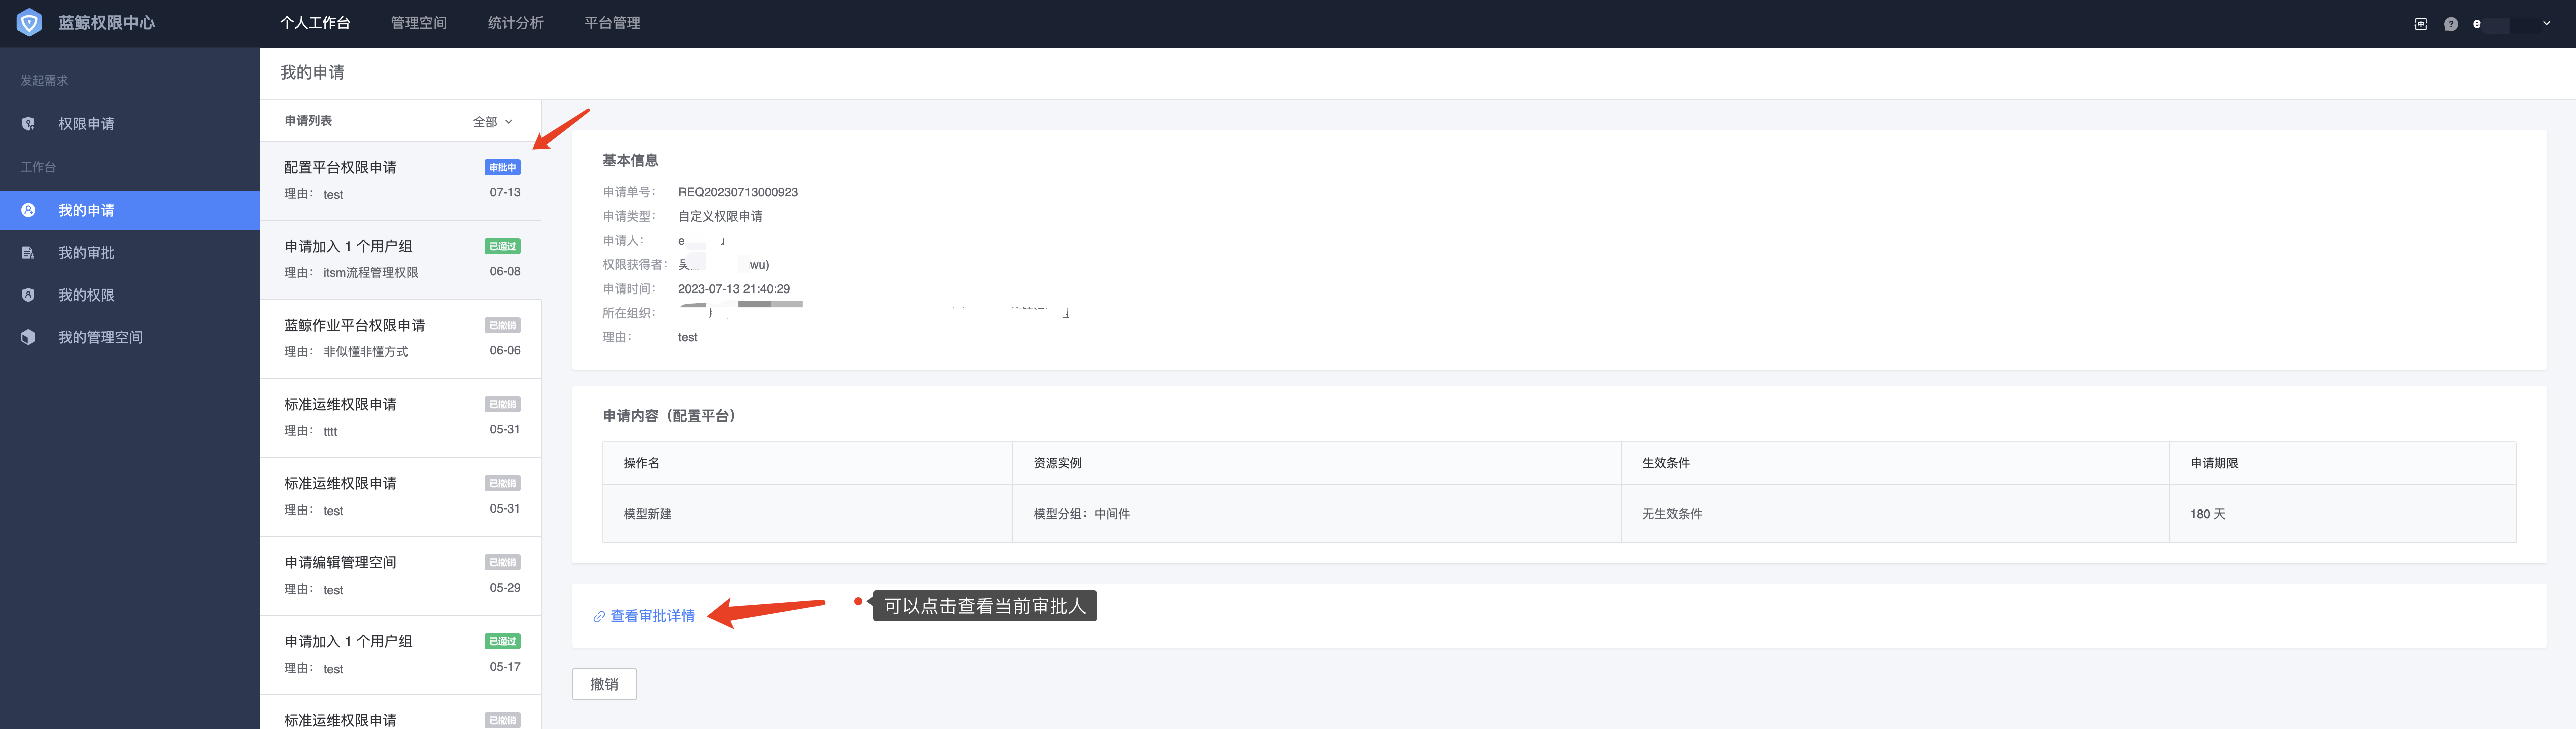 蓝鲸权限中心
个人工作台 管理空间 统计分析 平台管理
e
发起需求
权限申请
工作台
我的申请
我的审批
我的权限
我的管理空间
我的申请
申请列表 全部
配置平台权限申请 审批中
理由： test 07-13
申请加入 1 个用户组 已通过
理由： itsm流程管理权限 06-08
蓝鲸作业平台权限申请 已撤销
理由： 非似懂非懂方式 06-06
标准运维权限申请 已撤销
理由： tttt 05-31
标准运维权限申请 已撤销
理由： test 05-31
申请编辑管理空间 已撤销
理由： test 05-29
申请加入 1 个用户组 已通过
理由： test 05-17
标准运维权限申请 已撤销
基本信息
申请单号： REQ20230713000923
申请类型： 自定义权限申请
申请人： e
权限获得者： 吴 wu)
申请时间： 2023-07-13 21:40:29
所在组织：
理由： test
申请内容（配置平台）
操作名 资源实例 生效条件 申请期限
模型新建 模型分组：中间件 无生效条件 180 天
查看审批详情
可以点击查看当前审批人
撤销